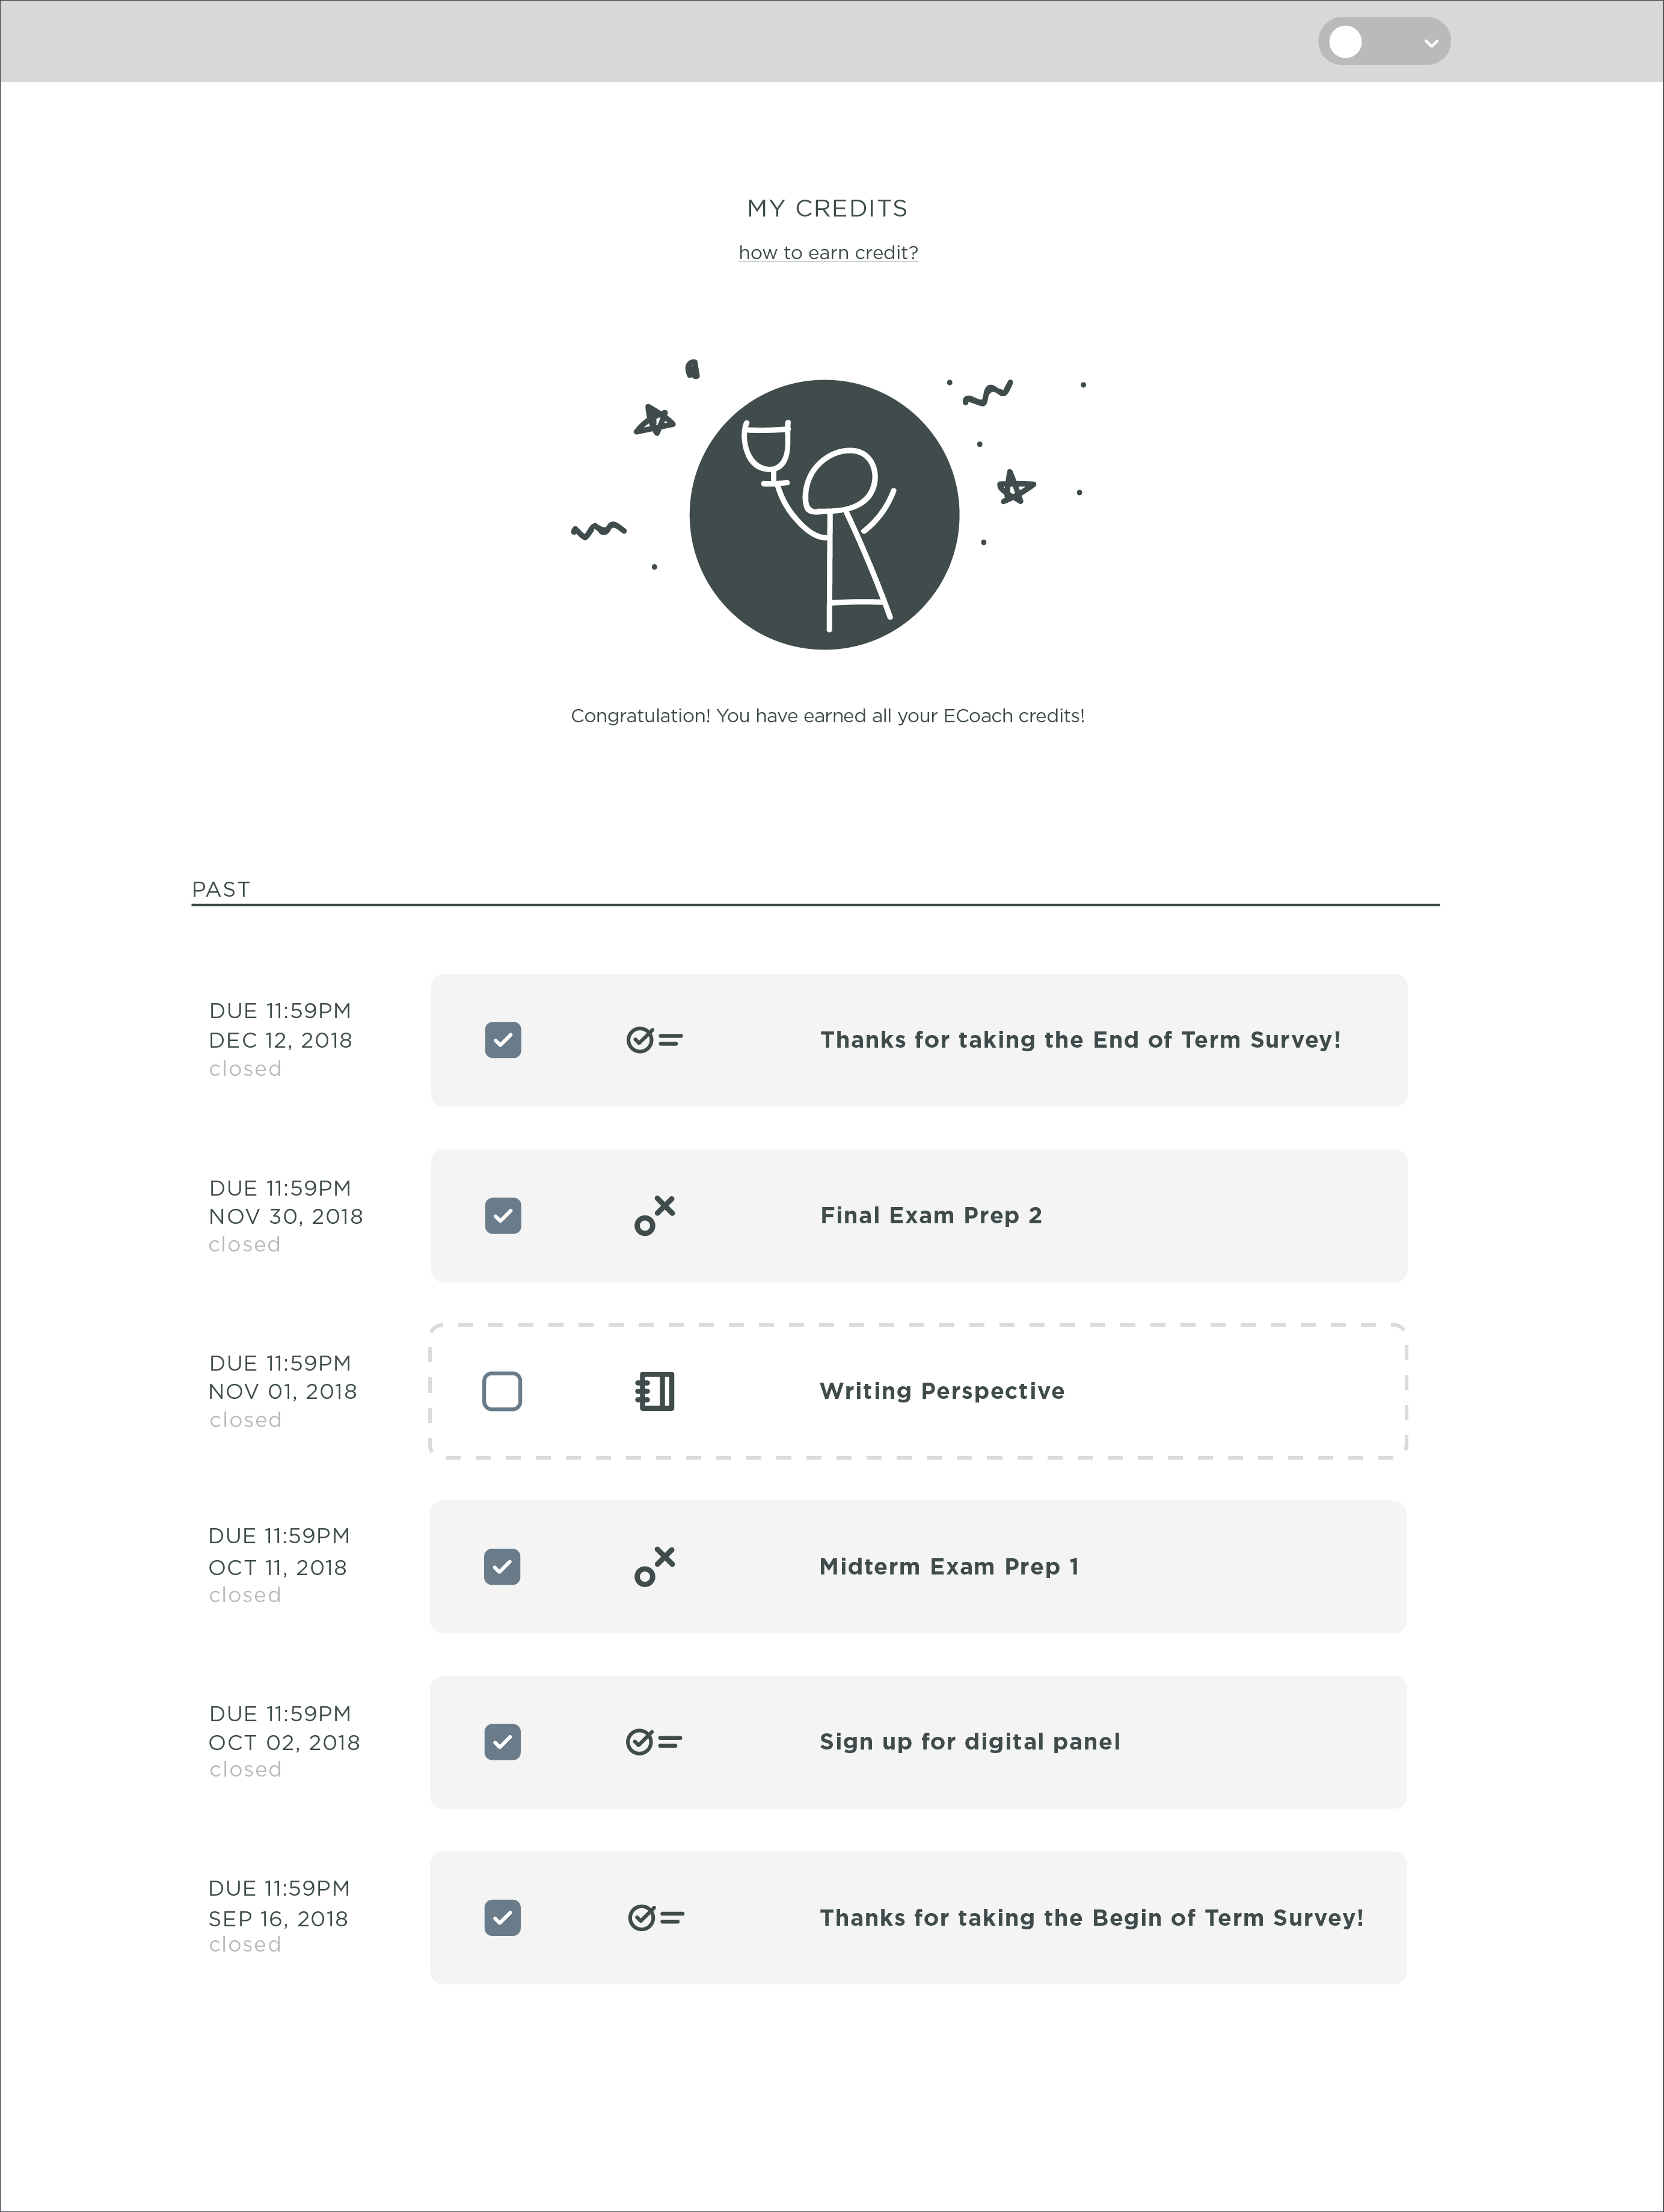 MY CREDITS
how to earn credit?
Congratulation! You have earned all your ECoach credits!
PAST
DUE 11:59PM
DEC 12, 2018
closed
Thanks for taking the End of Term Survey!
DUE 11:59PM
NOV 30, 2018
closed
Final Exam Prep 2
DUE 11:59PM
NOV 01, 2018
closed
Writing Perspective
DUE 11:59PM
OCT 11, 2018
closed
Midterm Exam Prep 1
DUE 11:59PM
OCT 02, 2018
closed
Sign up for digital panel
DUE 11:59PM
SEP 16, 2018
closed
Thanks for taking the Begin of Term Survey!